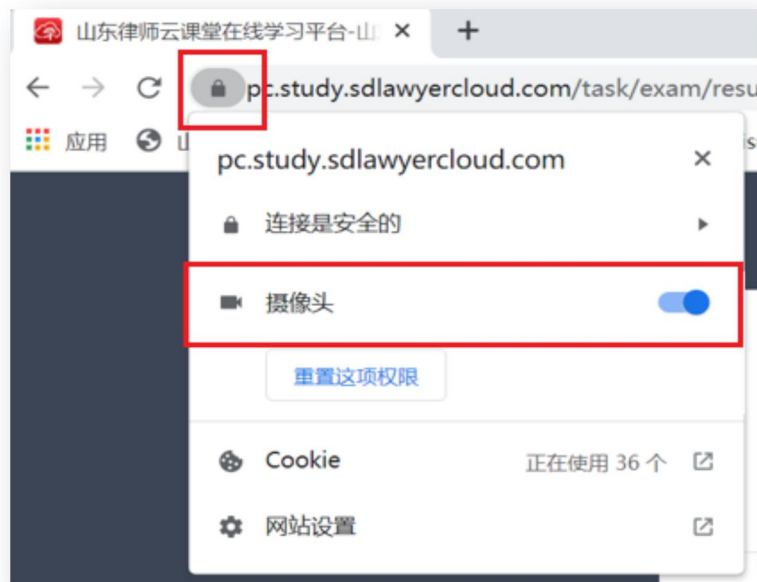 山东律师云课堂在线学习平台-山
pc.study.sdlawyercloud.com/task/exam/resu
应用
pc.study.sdlawyercloud.com
连接是安全的
摄像头
重置这项权限
Cookie
正在使用 36 个
网站设置